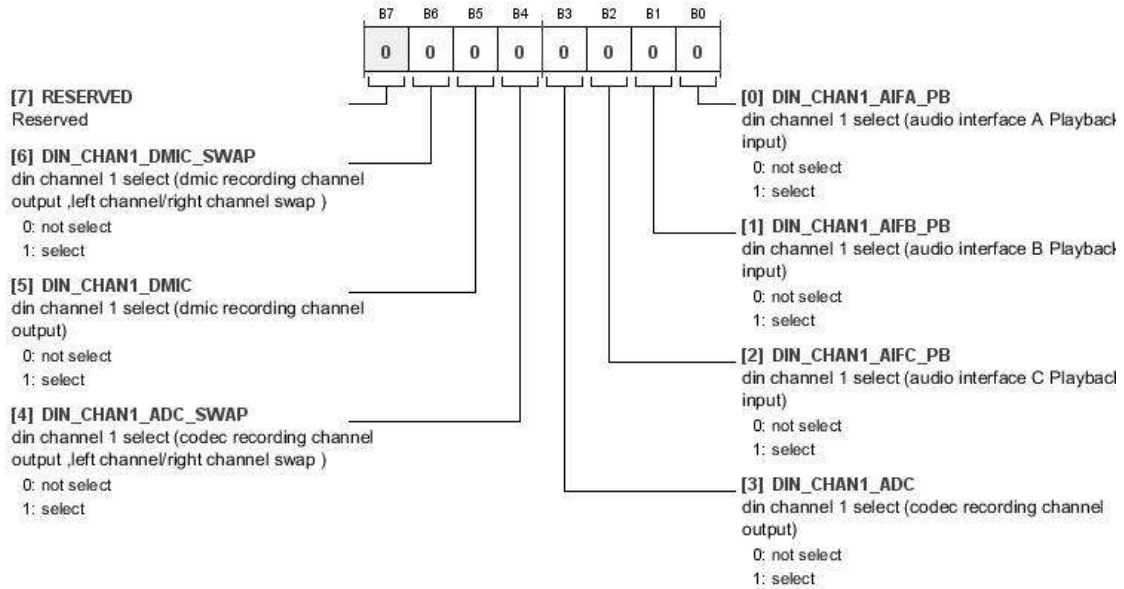 B7 B6 B5 B4 B3 B2 B1 B0
0 0 0 0 0 0 0 0
[7] RESERVED
Reserved
[6] DIN_CHAN1_DMIC_SWAP
din channel 1 select (dmic recording channel
output ,left channel/right channel swap )
0: not select
1: select
[5] DIN_CHAN1_DMIC
din channel 1 select (dmic recording channel
output)
0: not select
1: select
[4] DIN_CHAN1_ADC_SWAP
din channel 1 select (codec recording channel
output ,left channel/right channel swap )
0: not select
1: select
[0] DIN_CHAN1_AIFA_PB
din channel 1 select (audio interface A Playback
input)
0: not select
1: select
[1] DIN_CHAN1_AIFB_PB
din channel 1 select (audio interface B Playback
input)
0: not select
1: select
[2] DIN_CHAN1_AIFC_PB
din channel 1 select (audio interface C Playback
input)
0: not select
1: select
[3] DIN_CHAN1_ADC
din channel 1 select (codec recording channel
output)
0: not select
1: select